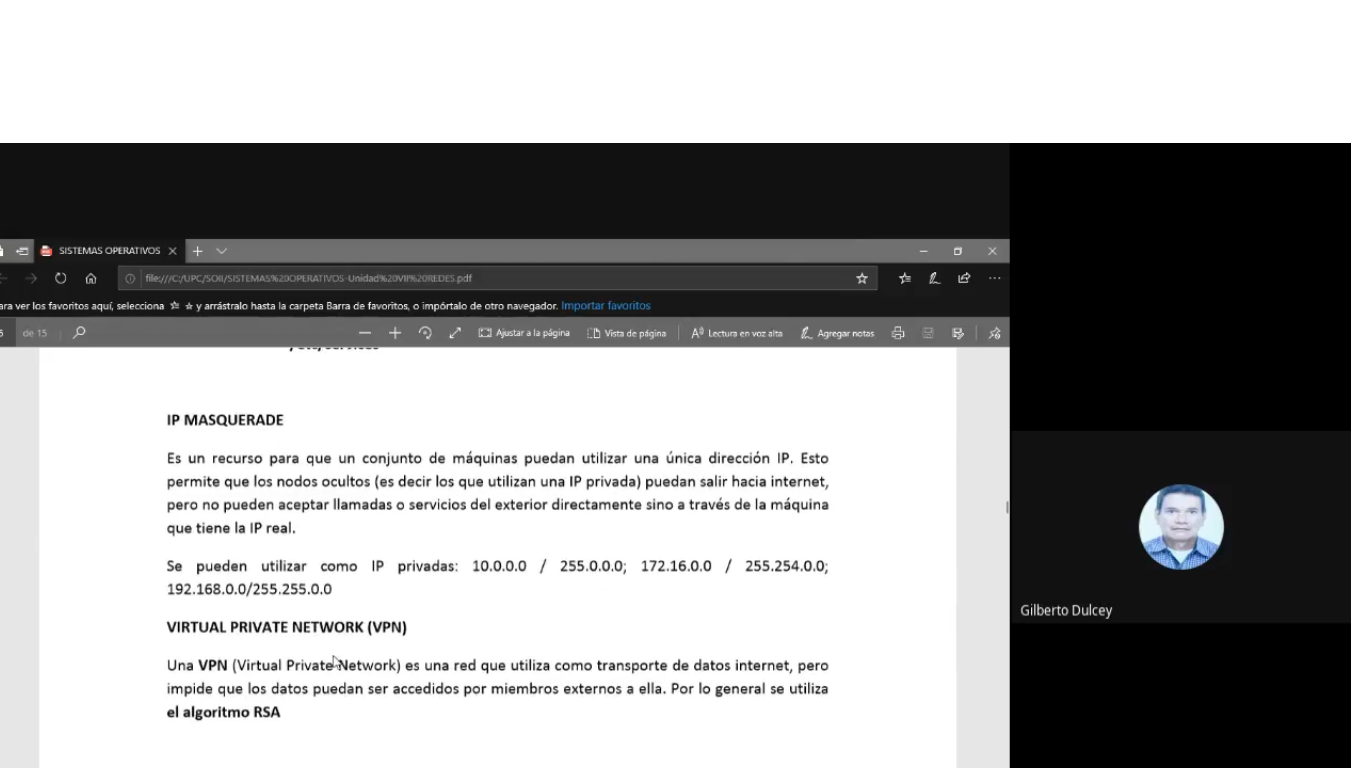 SISTEMAS OPERATIVOS
file:///C:/UPC/SOII/SISTEMAS%20OPERATIVOS-Unidad%20VII%20REDES.pdf
ara ver los favoritos aquí, selecciona y arrástralo hasta la carpeta Barra de favoritos, o impórtalo de otro navegador. Importar favoritos
de 15 Ajustar a la página Vista de página Lectura en voz alta Agregar notas
/etc/services
IP MASQUERADE
Es un recurso para que un conjunto de máquinas puedan utilizar una única dirección IP. Esto
permite que los nodos ocultos (es decir los que utilizan una IP privada) puedan salir hacia internet,
pero no pueden aceptar llamadas o servicios del exterior directamente sino a través de la máquina
que tiene la IP real.
Se pueden utilizar como IP privadas: 10.0.0.0 / 255.0.0.0; 172.16.0.0 / 255.254.0.0;
192.168.0.0/255.255.0.0
VIRTUAL PRIVATE NETWORK (VPN)
Una VPN (Virtual Private Network) es una red que utiliza como transporte de datos internet, pero
impide que los datos puedan ser accedidos por miembros externos a ella. Por lo general se utiliza
el algoritmo RSA
Gilberto Dulcey